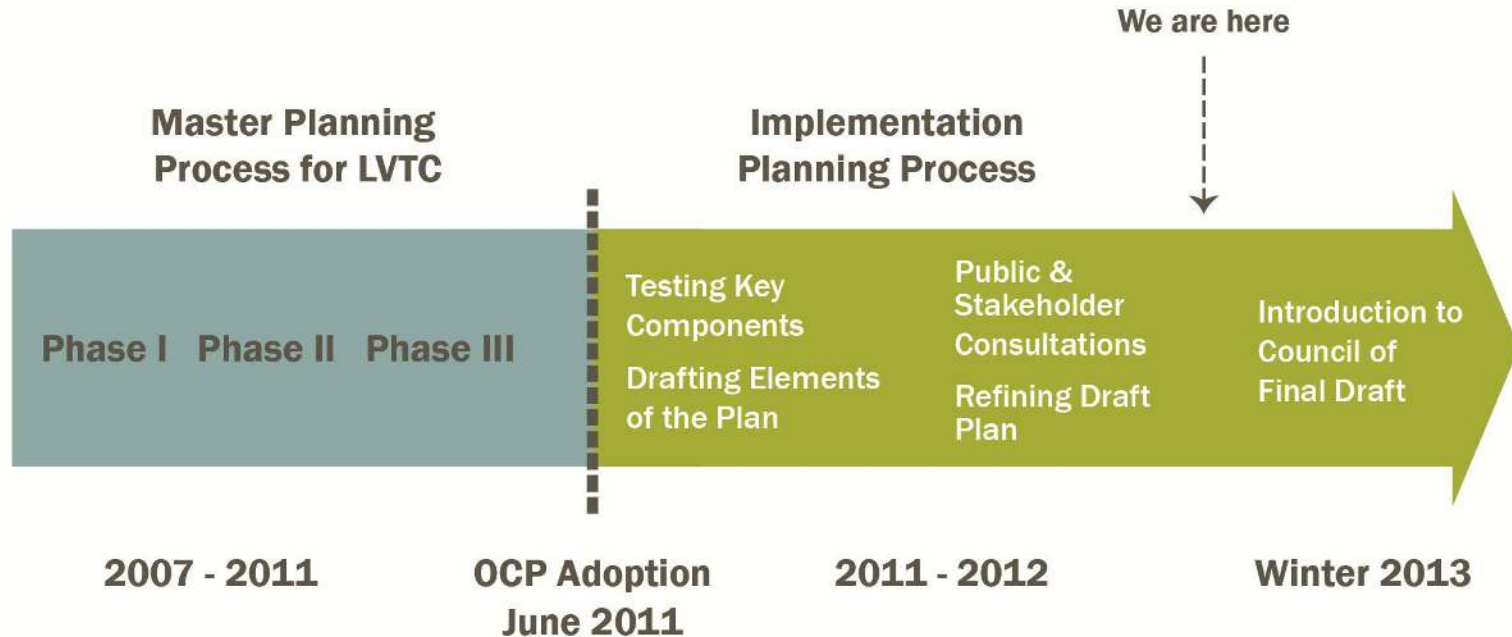 We are here
Master Planning
Process for LVTC
Implementation
Planning Process
Phase I Phase II Phase III
Testing Key
Components
Drafting Elements
of the Plan
Public &
Stakeholder
Consultations
Refining Draft
Plan
Introduction to
Council of
Final Draft
2007 - 2011
OCP Adoption
June 2011
2011 - 2012
Winter 2013